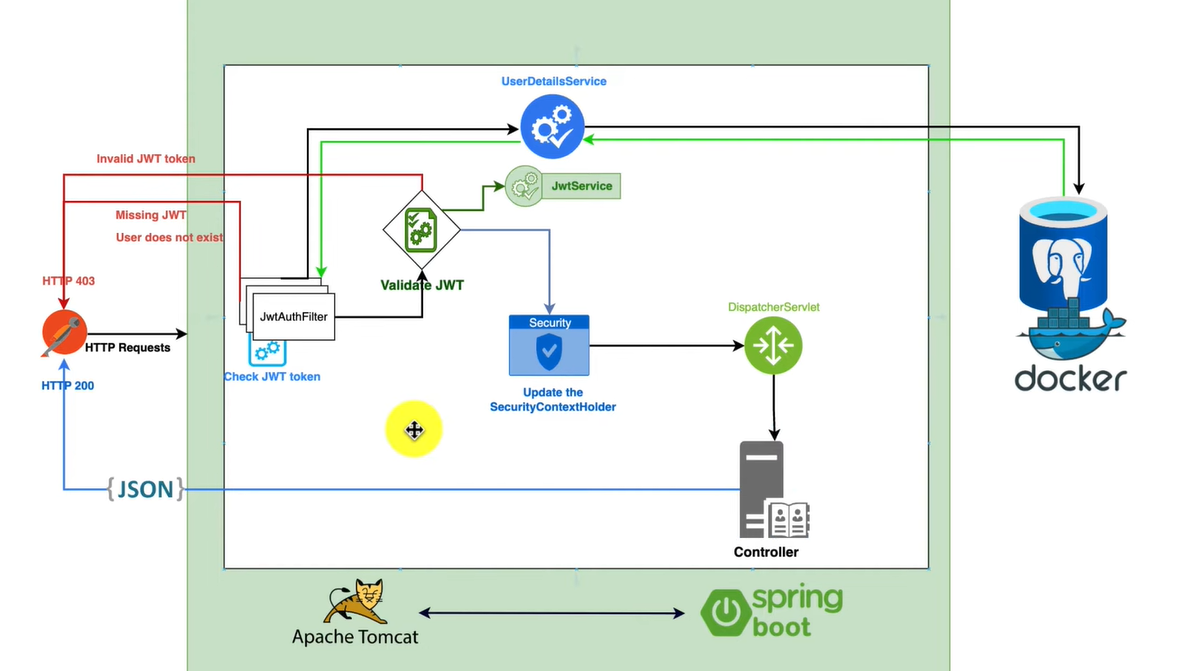 UserDetailsService
Invalid JWT token
JwtService
Missing JWT
User does not exist
HTTP 403
Validate JWT
DispatcherServlet
JwtAuthFilter
Security
HTTP Requests
Check JWT token
HTTP 200
Update the
SecurityContextHolder
docker
{JSON}
Controller
Apache Tomcat
spring
boot